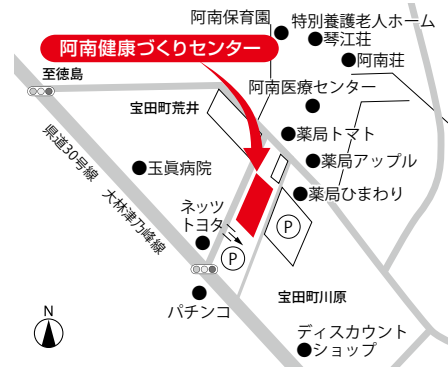 阿南保育園
特別養護老人ホーム
琴江荘
阿南健康づくりセンター
阿南荘
至徳島
阿南医療センター
宝田町荒井
薬局トマト
県道30号線
玉眞病院
薬局アップル
大林津乃峰線
薬局ひまわり
ネッツ
トヨタ
P
P
宝田町川原
パチンコ
N
ディスカウント
ショップ